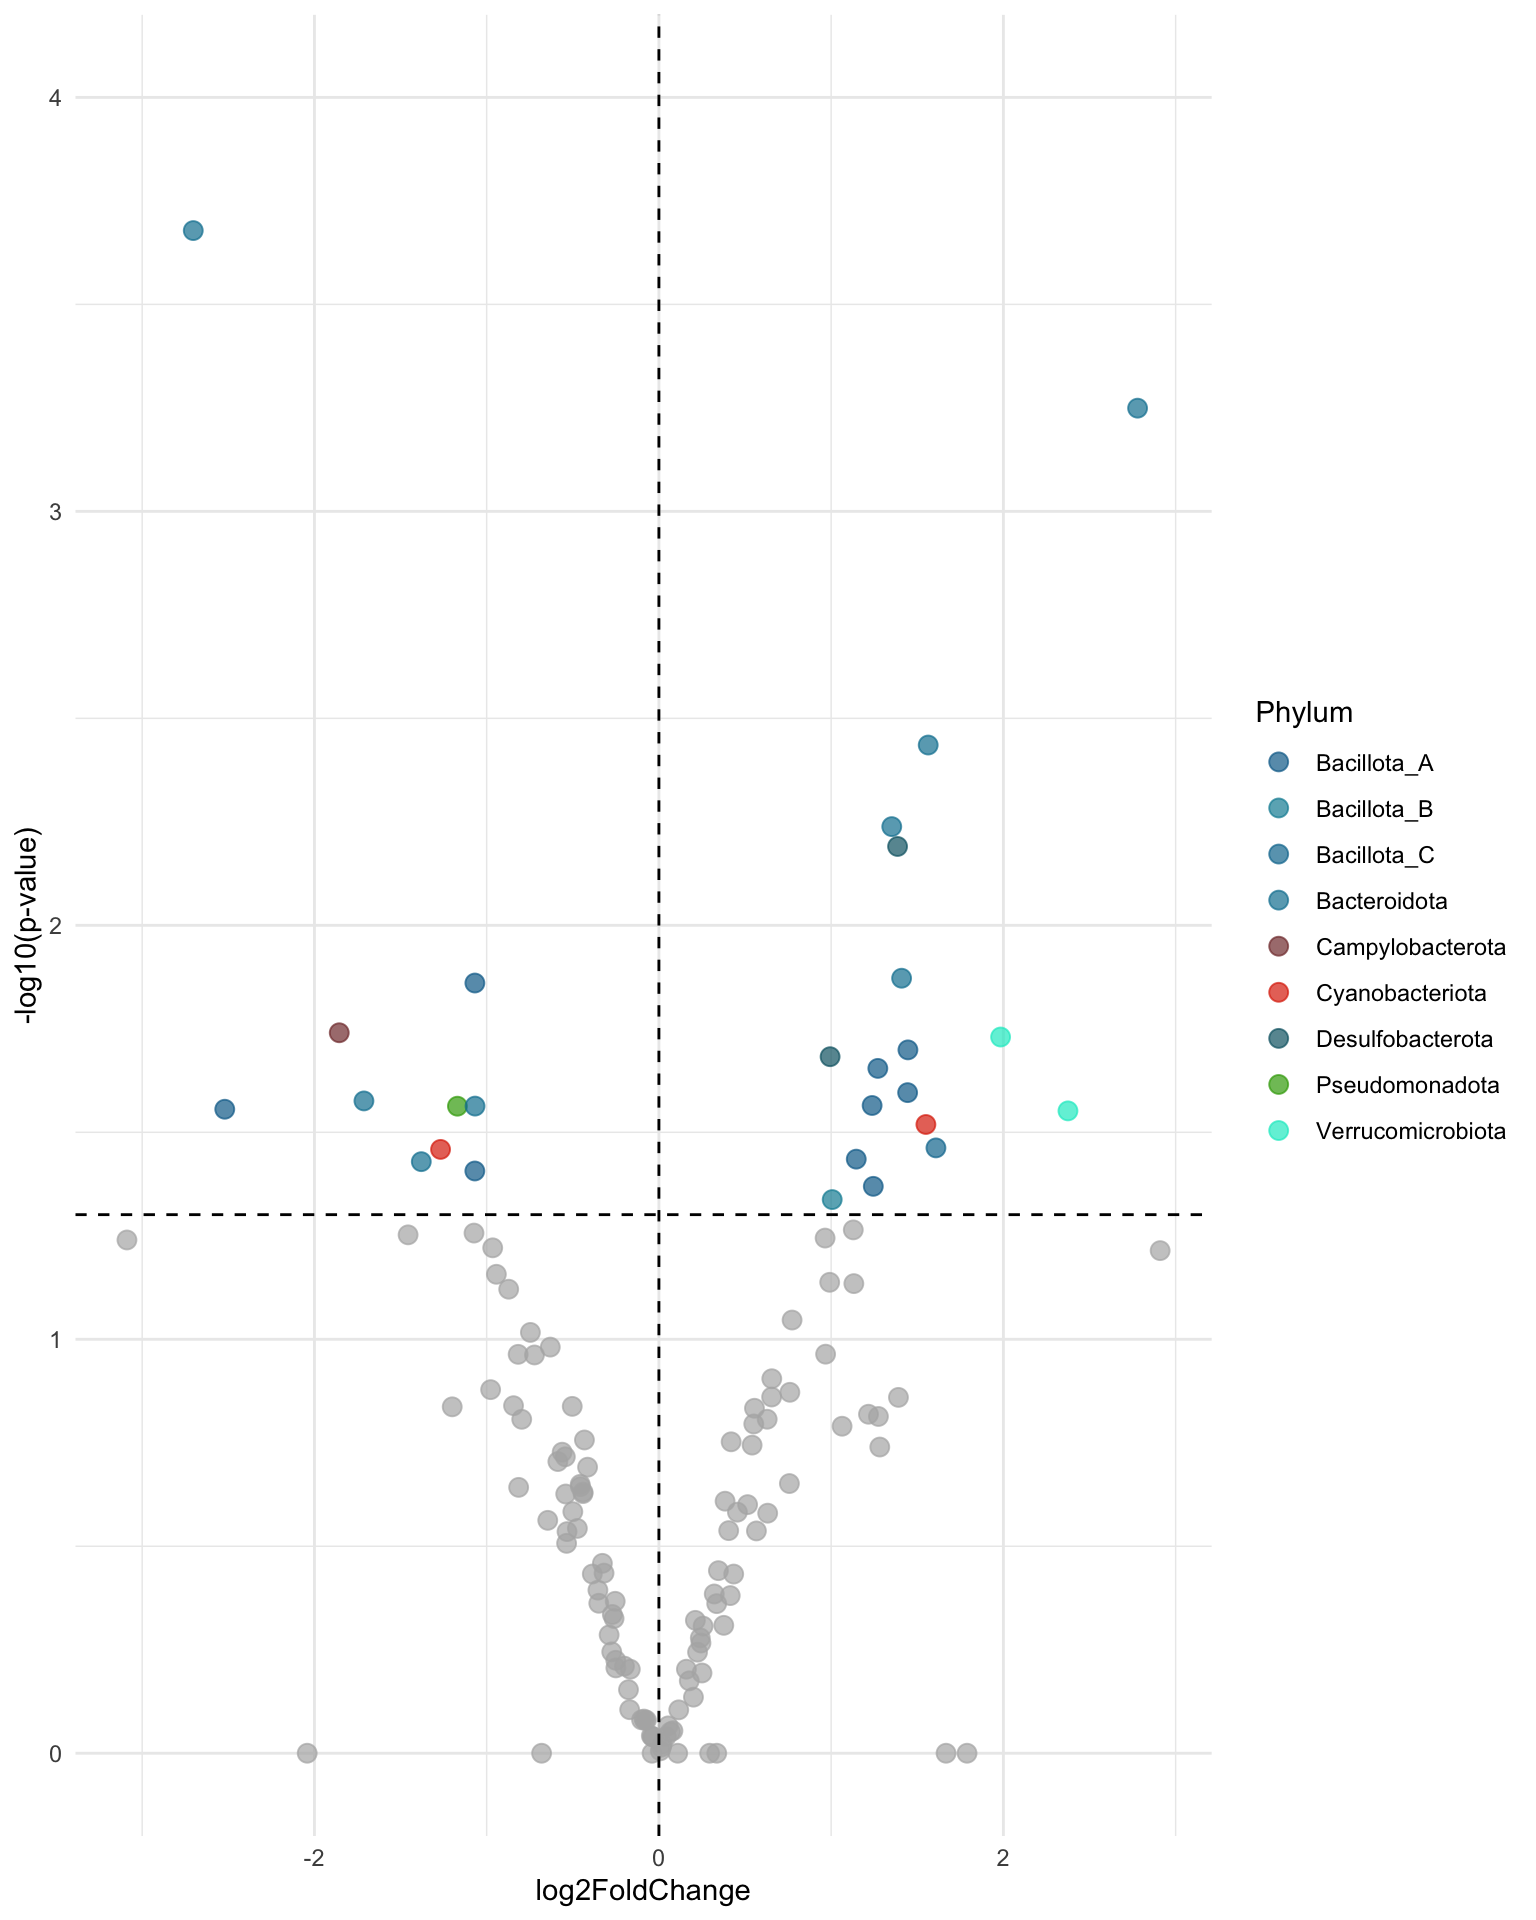 4
3
2
1
0
-log10(p-value)
-2
0
2
log2FoldChange
Phylum
Bacillota_A
Bacillota_B
Bacillota_C
Bacteroidota
Campylobacterota
Cyanobacteriota
Desulfobacterota
Pseudomonadota
Verrucomicrobiota